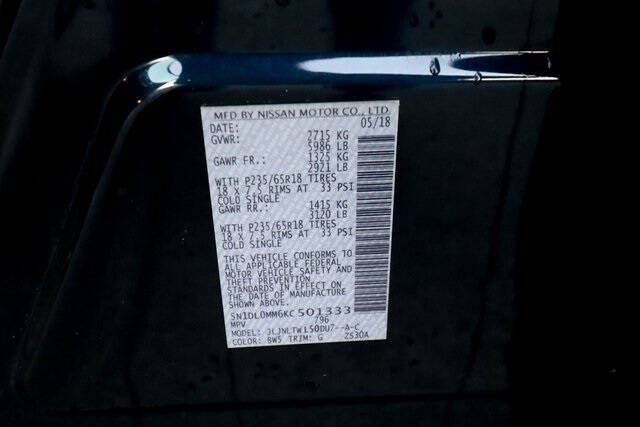 MFD BY NISSAN MOTOR CO., LTD.
DATE: 05/18
GVWR: 2715 KG
5986 LB
GAWR FR.: 1325 KG
2921 LB
WITH P235/65R18 TIRES
18 X 7.5 RIMS AT 33 PSI
COLD SINGLE
GAWR RR.: 1415 KG
3120 LB
WITH P235/65R18 TIRES
18 X 7.5 RIMS AT 33 PSI
COLD SINGLE
THIS VEHICLE CONFORMS TO
ALL APPLICABLE FEDERAL
MOTOR VEHICLE SAFETY AND
THEFT PREVENTION
STANDARDS IN EFFECT ON
THE DATE OF MANUFACTURE
5N1DL0MM6KC501333
MPV 796
MODEL: JLJNLTWL50DU7--A-C
COLOR: BW5 TRIM: G ZS30A